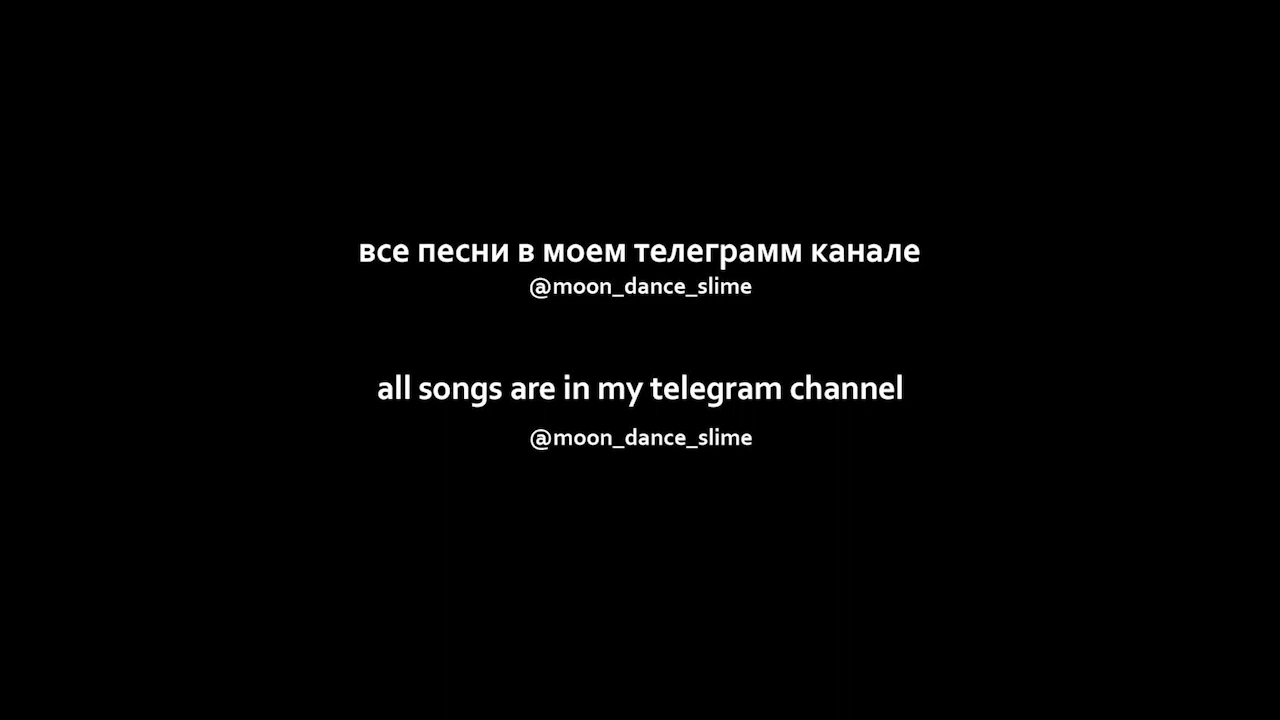 все песни в моем телеграмм канале
@moon_dance_slime
all songs are in my telegram channel
@moon_dance_slime